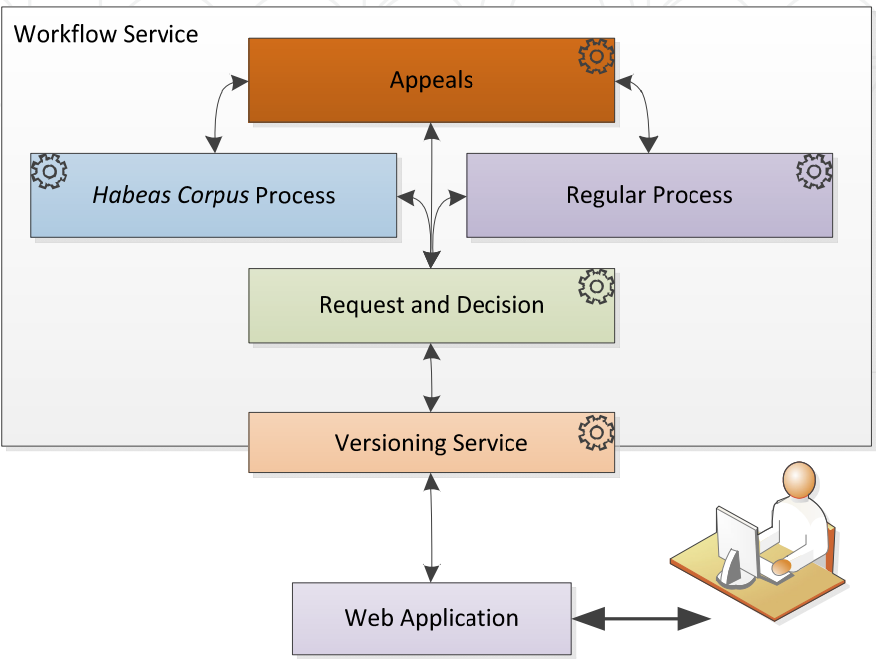 Workflow Service
Appeals
Habeas Corpus Process
Regular Process
Request and Decision
Versioning Service
Web Application